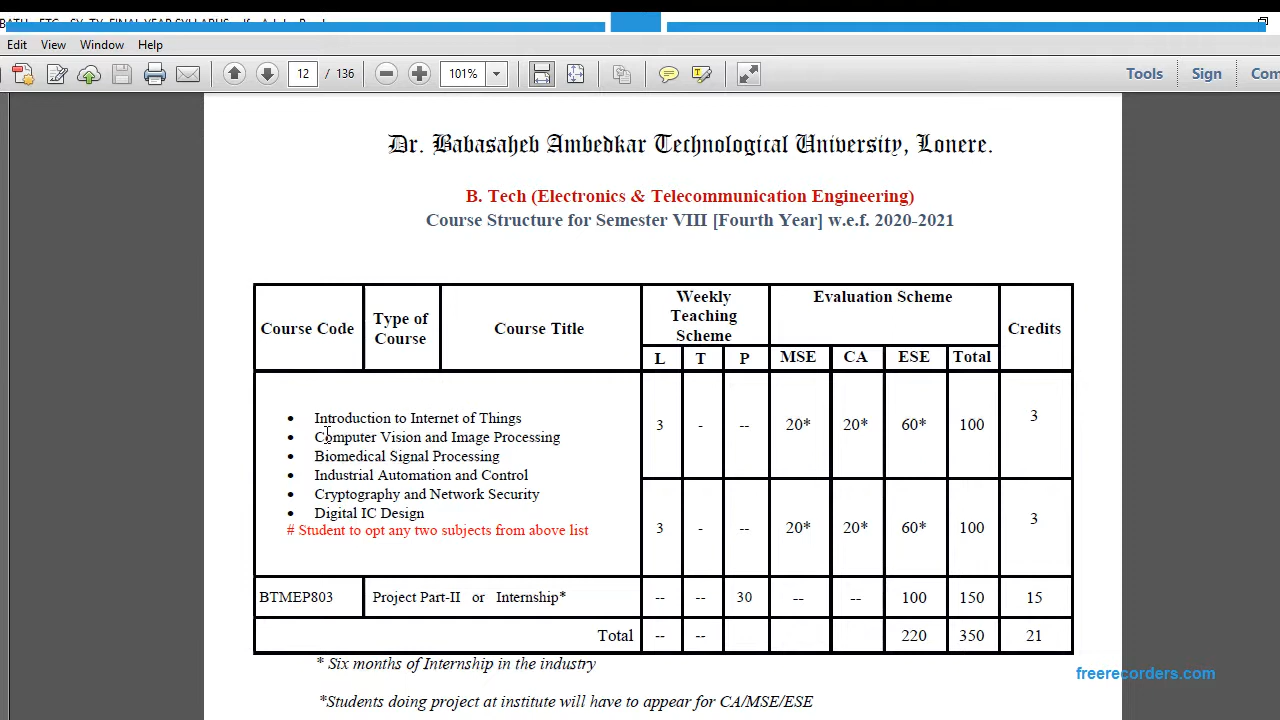 Edit View Window Help
12 / 136 101% Tools Sign Com
Dr. Babasaheb Ambedkar Technological University, Lonere.
B. Tech (Electronics & Telecommunication Engineering)
Course Structure for Semester VIII [Fourth Year] w.e.f. 2020-2021
Course Code Type of Course Course Title Weekly Teaching Scheme Evaluation Scheme Credits
L T P MSE CA ESE Total
• Introduction to Internet of Things
• Computer Vision and Image Processing
• Biomedical Signal Processing
• Industrial Automation and Control
• Cryptography and Network Security
• Digital IC Design
# Student to opt any two subjects from above list
3 - -- 20* 20* 60* 100 3
3 - -- 20* 20* 60* 100 3
BTMEP803 Project Part-II or Internship* -- -- 30 -- -- 100 150 15
Total -- -- 220 350 21
* Six months of Internship in the industry
freerecorders.com
*Students doing project at institute will have to appear for CA/MSE/ESE